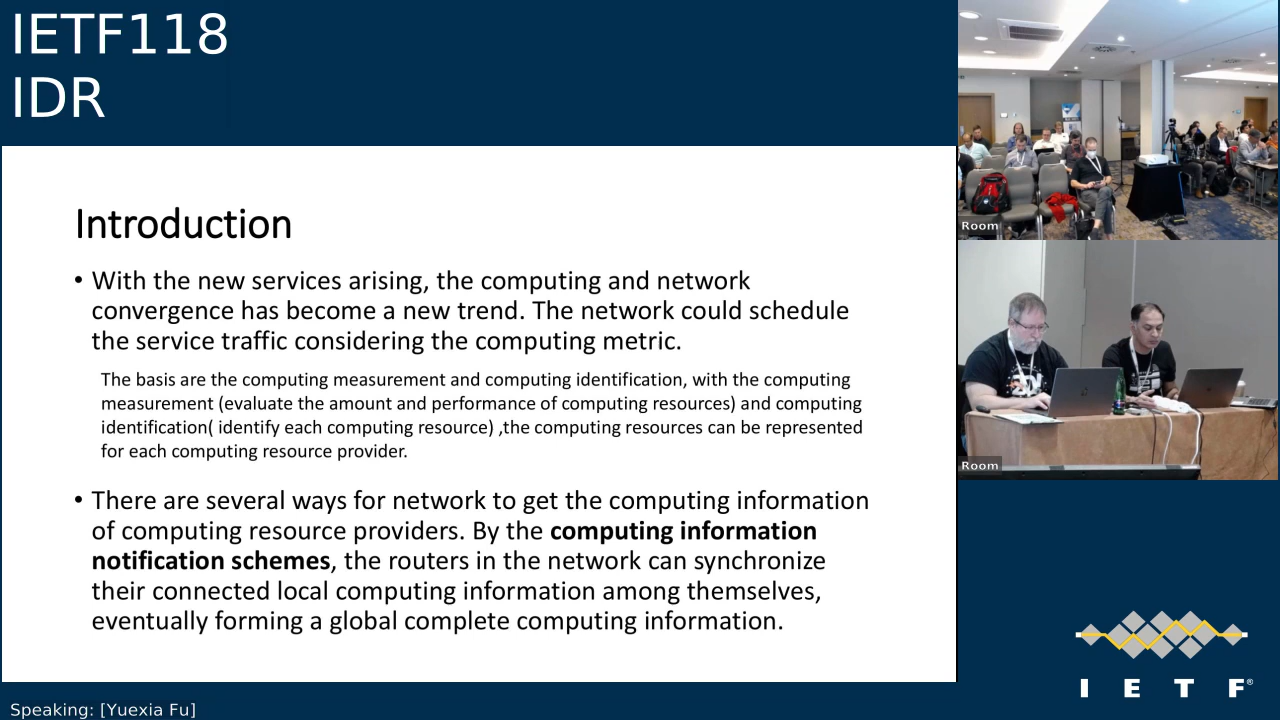 IETF118
IDR
Introduction
• With the new services arising, the computing and network
convergence has become a new trend. The network could schedule
the service traffic considering the computing metric.
The basis are the computing measurement and computing identification, with the computing
measurement (evaluate the amount and performance of computing resources) and computing
identification( identify each computing resource) ,the computing resources can be represented
for each computing resource provider.
• There are several ways for network to get the computing information
of computing resource providers. By the computing information
notification schemes, the routers in the network can synchronize
their connected local computing information among themselves,
eventually forming a global complete computing information.
Room
Room
I E T F®
Speaking: [Yuexia Fu]